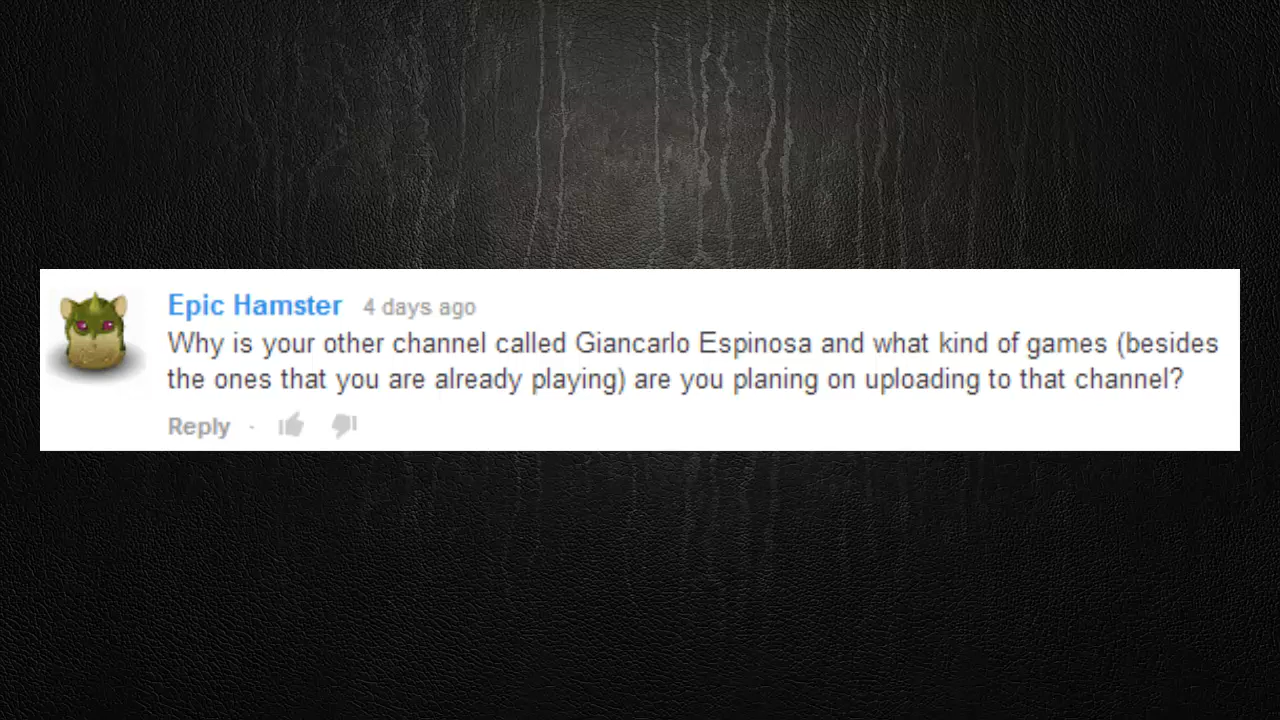 Epic Hamster 4 days ago
Why is your other channel called Giancarlo Espinosa and what kind of games (besides
the ones that you are already playing) are you planing on uploading to that channel?
Reply ·